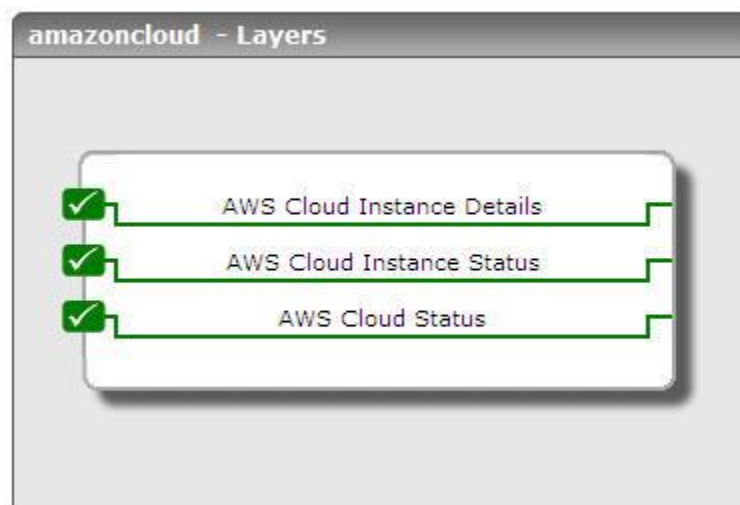 amazoncloud - Layers
AWS Cloud Instance Details
AWS Cloud Instance Status
AWS Cloud Status